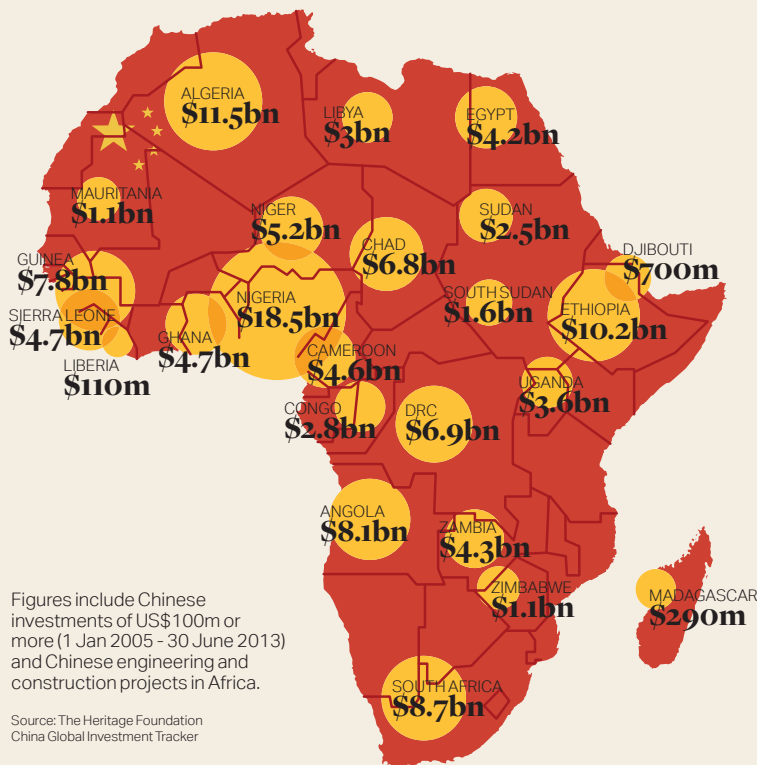 ALGERIA
$11.5bn
LIBYA
$3bn
EGYPT
$4.2bn
MAURITANIA
$1.1bn
NIGER
$5.2bn
CHAD
$6.8bn
SUDAN
$2.5bn
DJIBOUTI
$700m
GUINEA
$7.8bn
SIERRA LEONE
$4.7bn
LIBERIA
$110m
GHANA
$4.7bn
NIGERIA
$18.5bn
CAMEROON
$4.6bn
SOUTH SUDAN
$1.6bn
ETHIOPIA
$10.2bn
UGANDA
$3.6bn
CONGO
$2.8bn
DRC
$6.9bn
ANGOLA
$8.1bn
ZAMBIA
$4.3bn
ZIMBABWE
$1.1bn
MADAGASCAR
$290m
SOUTH AFRICA
$8.7bn
Figures include Chinese
investments of US$100m or
more (1 Jan 2005 - 30 June 2013)
and Chinese engineering and
construction projects in Africa.
Source: The Heritage Foundation
China Global Investment Tracker